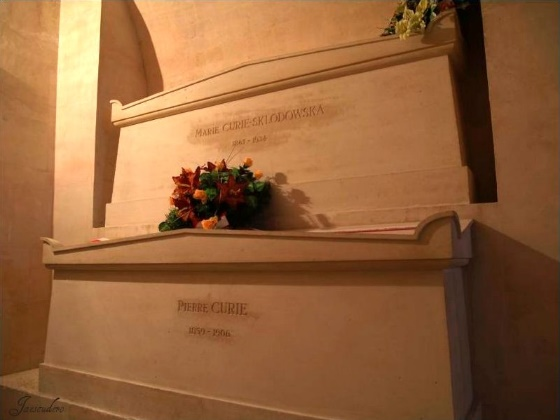 MARIE CURIE-SKLODOWSKA
1867 - 1934
PIERRE CURIE
1859 - 1906